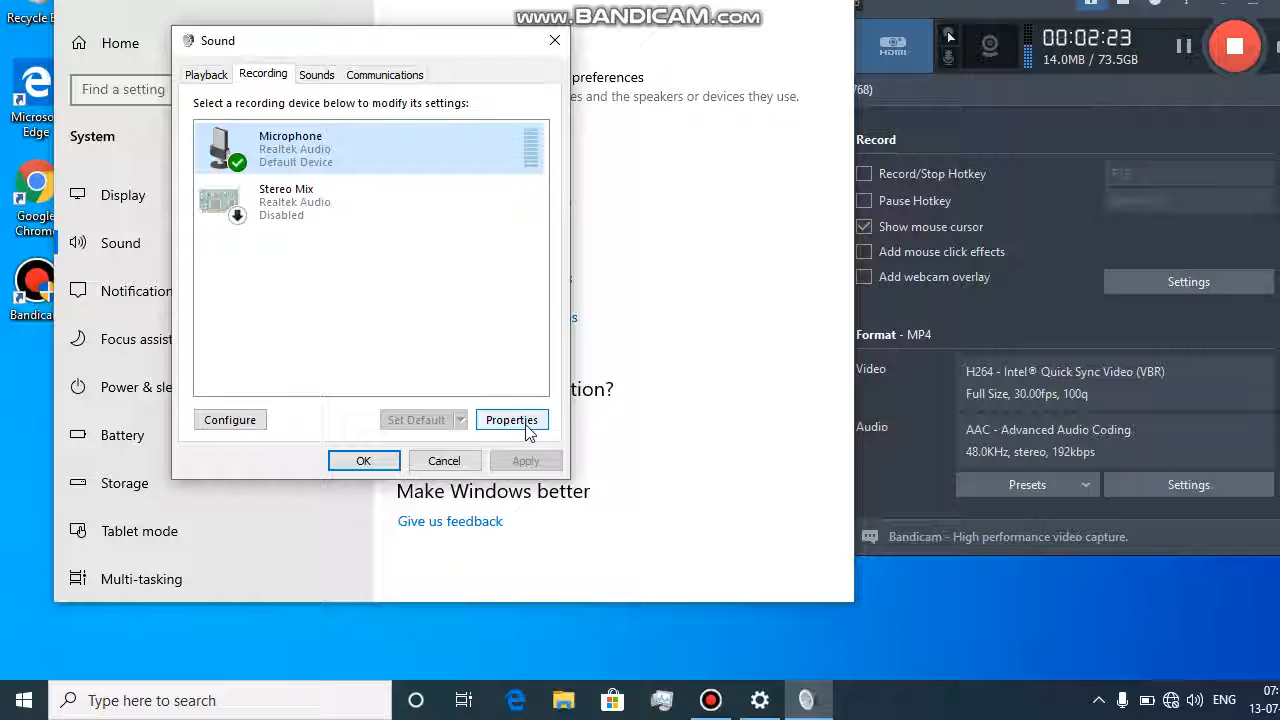 www.BANDICAM.com
Recycle B
Microso
Edge
Google
Chrom
Bandica
Home
Find a setting
System
Display
Sound
Notification
Focus assist
Power & sle
Battery
Storage
Tablet mode
Multi-tasking
Sound
Playback
Recording
Sounds
Communications
Select a recording device below to modify its settings:
Microphone
Realtek Audio
Default Device
Stereo Mix
Realtek Audio
Disabled
Configure
Set Default
Properties
OK
Cancel
Apply
preferences
es and the speakers or devices they use.
s
s
tion?
Make Windows better
Give us feedback
HDMI
00:02:23
14.0MB / 73.5GB
768)
Record
Record/Stop Hotkey
Pause Hotkey
Show mouse cursor
Add mouse click effects
Add webcam overlay
Settings
Format - MP4
Video
H264 - Intel® Quick Sync Video (VBR)
Full Size, 30.00fps, 100q
Audio
AAC - Advanced Audio Coding
48.0KHz, stereo, 192kbps
Presets
Settings
Bandicam - High performance video capture.
Type here to search
ENG
07:
13-07